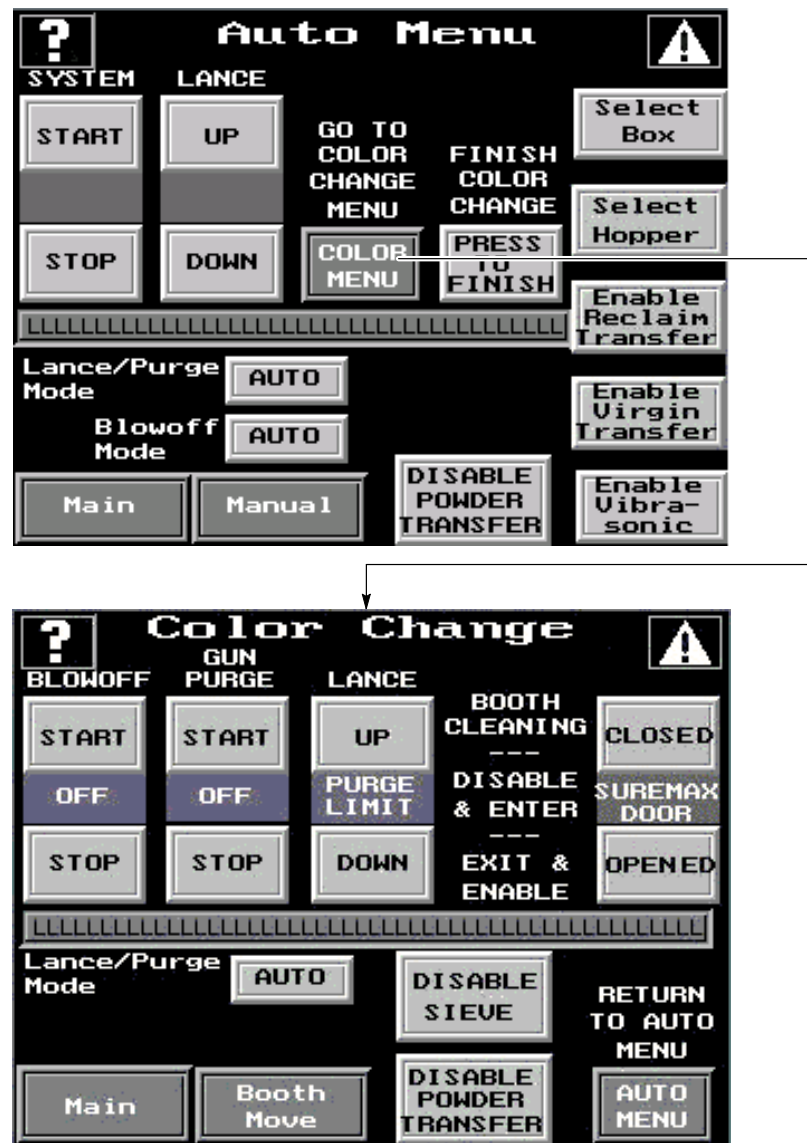 ?
Auto Menu
!
SYSTEM
LANCE
START
STOP
UP
DOWN
GO TO
COLOR
CHANGE
MENU
COLOR
MENU
FINISH
COLOR
CHANGE
PRESS
TO
FINISH
Select
Box
Select
Hopper
Enable
Reclaim
Transfer
Enable
Virgin
Transfer
Enable
Vibra-
sonic
LLLLLLLLLLLLLLLLLLLLLLLLLLLLLLLLLLLLLLLL
Lance/Purge
Mode
AUTO
Blowoff
Mode
AUTO
Main
Manual
DISABLE
POWDER
TRANSFER
?
Color Change
!
BLOWOFF
START
OFF
STOP
GUN
PURGE
START
OFF
STOP
LANCE
UP
PURGE
LIMIT
DOWN
BOOTH
CLEANING
---
DISABLE
& ENTER
---
EXIT &
ENABLE
CLOSED
SUREMAX
DOOR
OPENED
Lance/Purge
Mode
AUTO
DISABLE
SIEVE
RETURN
TO AUTO
MENU
Main
Booth
Move
DISABLE
POWDER
TRANSFER
AUTO
MENU